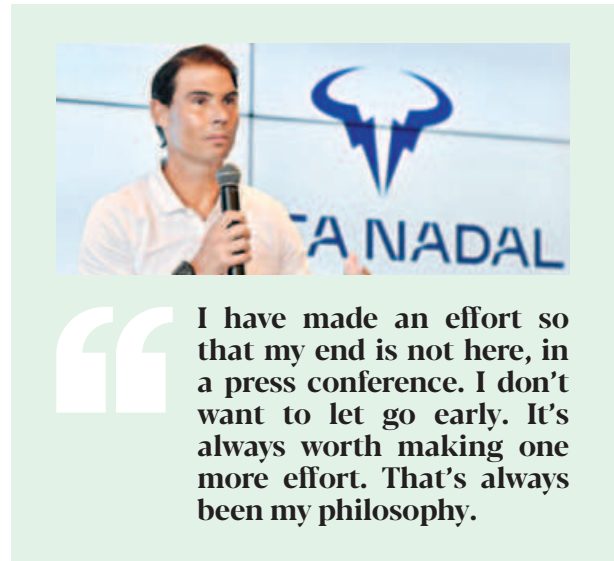 FA NADAL
I have made an effort so
that my end is not here, in
a press conference. I don’t
want to let go early. It’s
always worth making one
more effort. That’s always
been my philosophy.